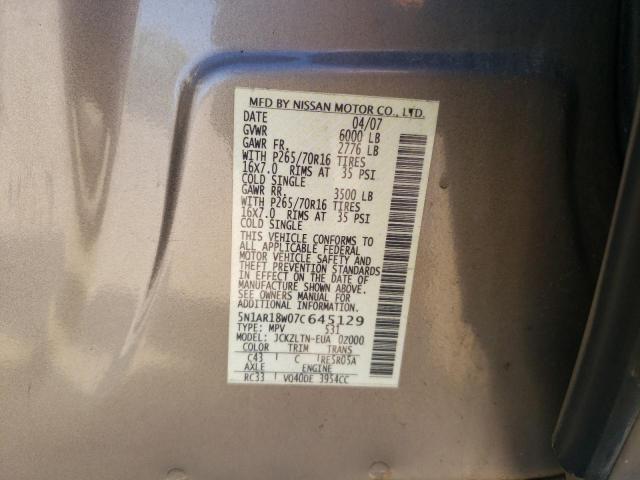 MFD BY NISSAN MOTOR CO., LTD.
DATE 04/07
GVWR 6000 LB
GAWR FR. 2776 LB
WITH P265/70R16 TIRES
16X7.0 RIMS AT 35 PSI
COLD SINGLE
GAWR RR. 3500 LB
WITH P265/70R16 TIRES
16X7.0 RIMS AT 35 PSI
COLD SINGLE
THIS VEHICLE CONFORMS TO
ALL APPLICABLE FEDERAL
MOTOR VEHICLE SAFETY AND
THEFT PREVENTION STANDARDS
IN EFFECT ON THE DATE OF
MANUFACTURE SHOWN ABOVE.
SEE OWNERS MANUAL FOR
ADDITIONAL INFORMATION.
5N1AR18W07C645129
TYPE: MPV 531
MODEL: JCKZLTN-EUA 02000
COLOR TRIM TRANS
C43 C RE5R05A
AXLE ENGINE
RC33 VQ40DE 3954CC